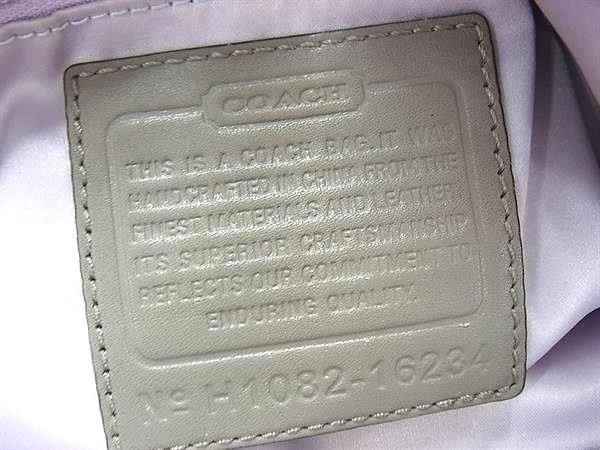 COACH
THIS IS A COACH BAG. IT WAS
HANDCRAFTED IN CHINA FROM THE
FINEST MATERIALS AND LEATHER.
ITS SUPERIOR CRAFTSMANSHIP
REFLECTS OUR COMMITMENT TO
ENDURING QUALITY.
Nº H1082-16234